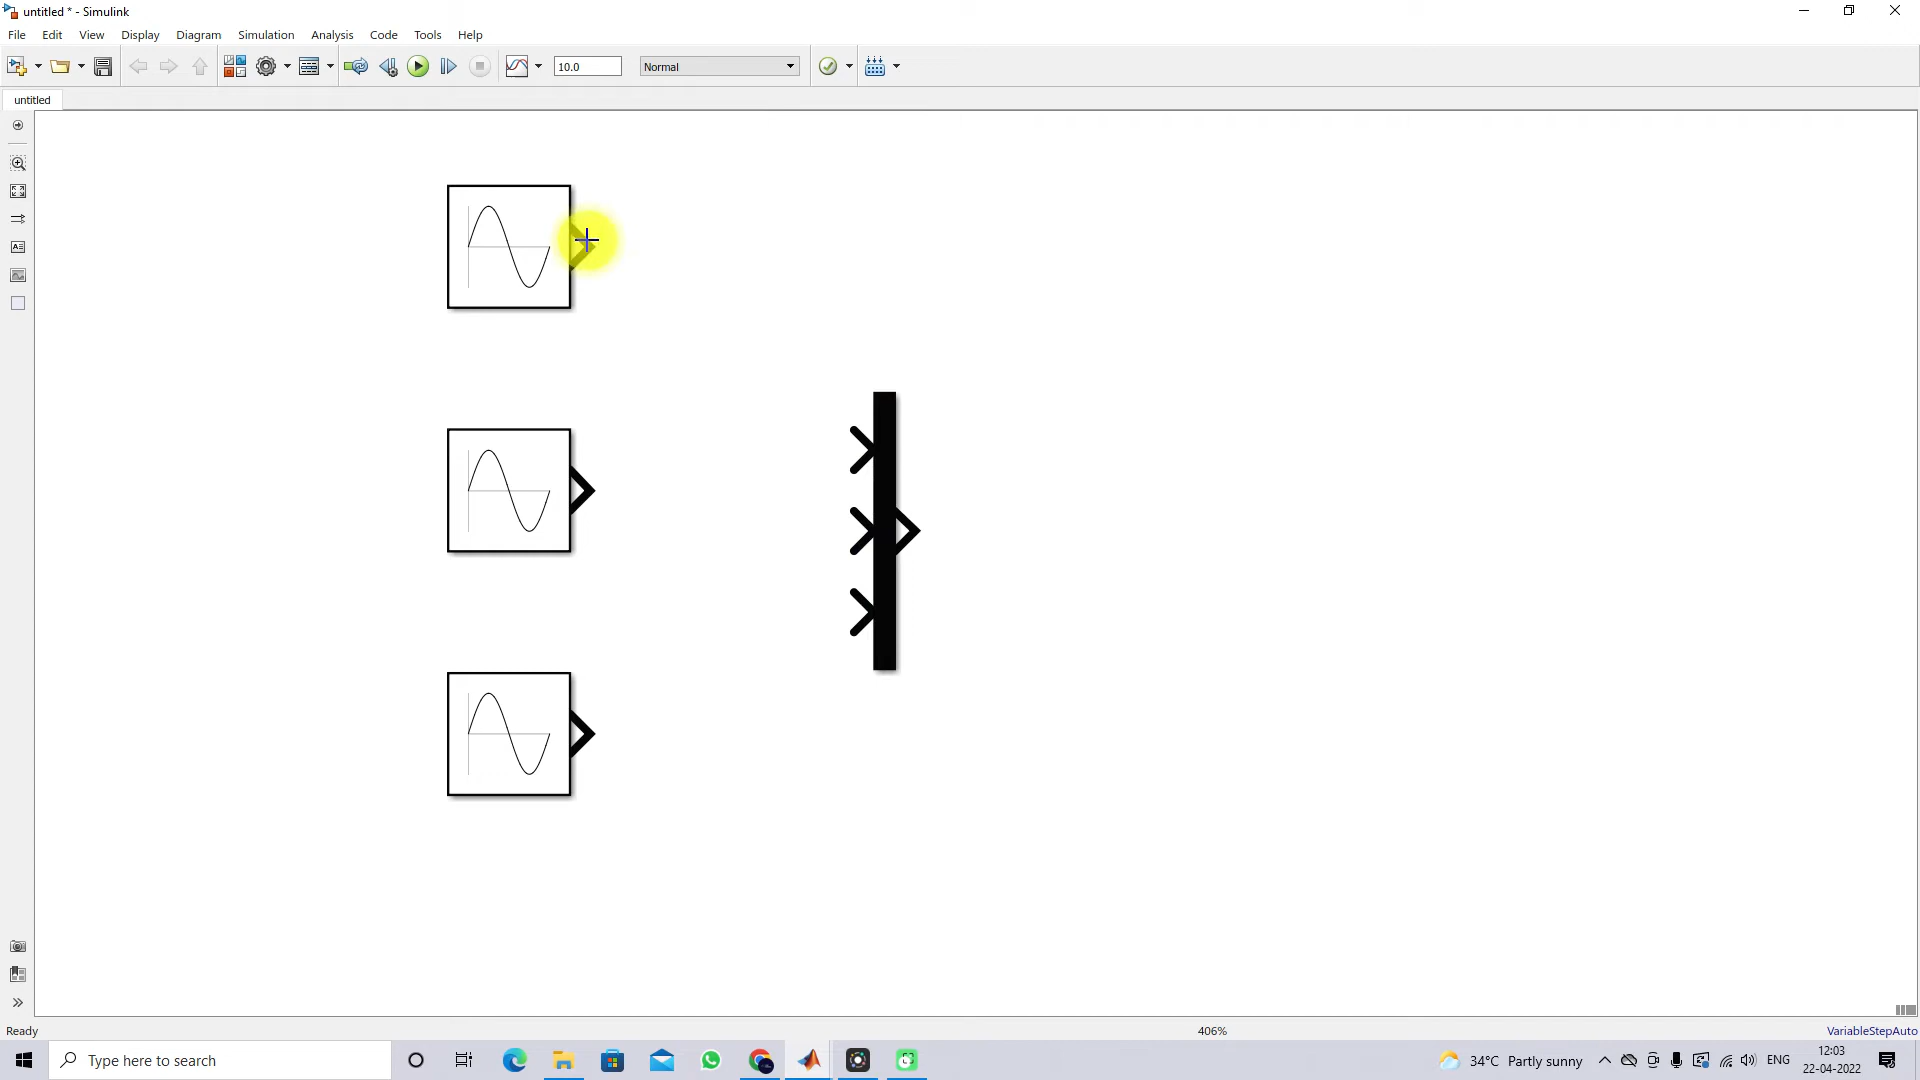 untitled * - Simulink
File Edit View Display Diagram Simulation Analysis Code Tools Help
10.0 Normal
untitled
Ready 406% VariableStepAuto
Type here to search 34°C Partly sunny ENG 12:03
22-04-2022